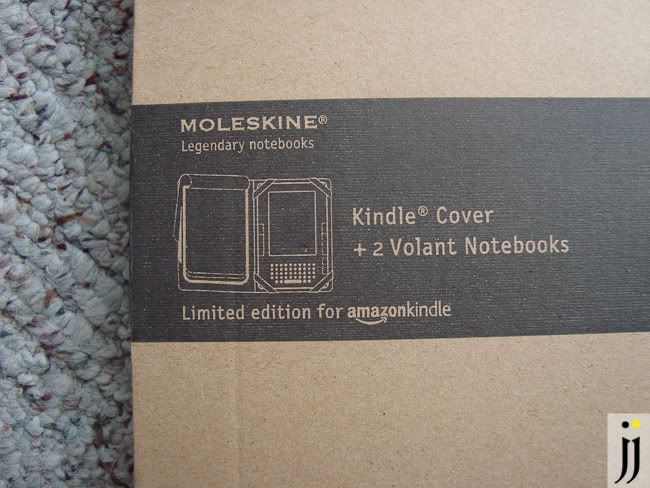 MOLESKINE®
Legendary notebooks
Kindle® Cover
+ 2 Volant Notebooks
Limited edition for amazonkindle
jj